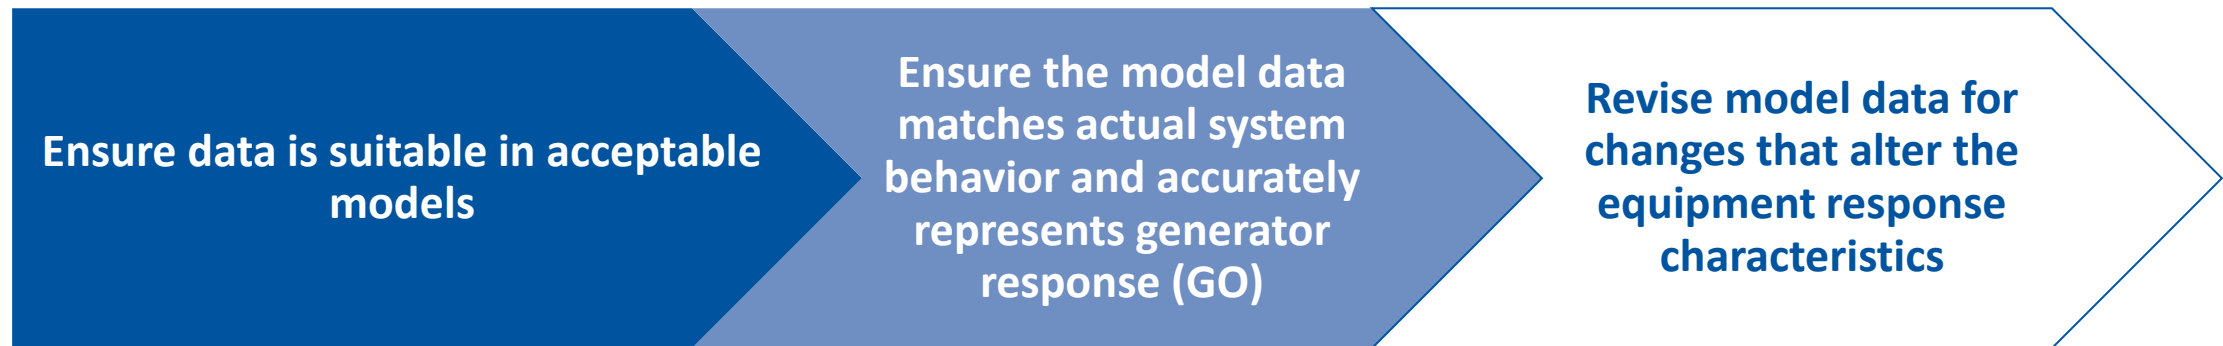 Ensure data is suitable in acceptable
models
Ensure the model data
matches actual system
behavior and accurately
represents generator
response (GO)
Revise model data for
changes that alter the
equipment response
characteristics